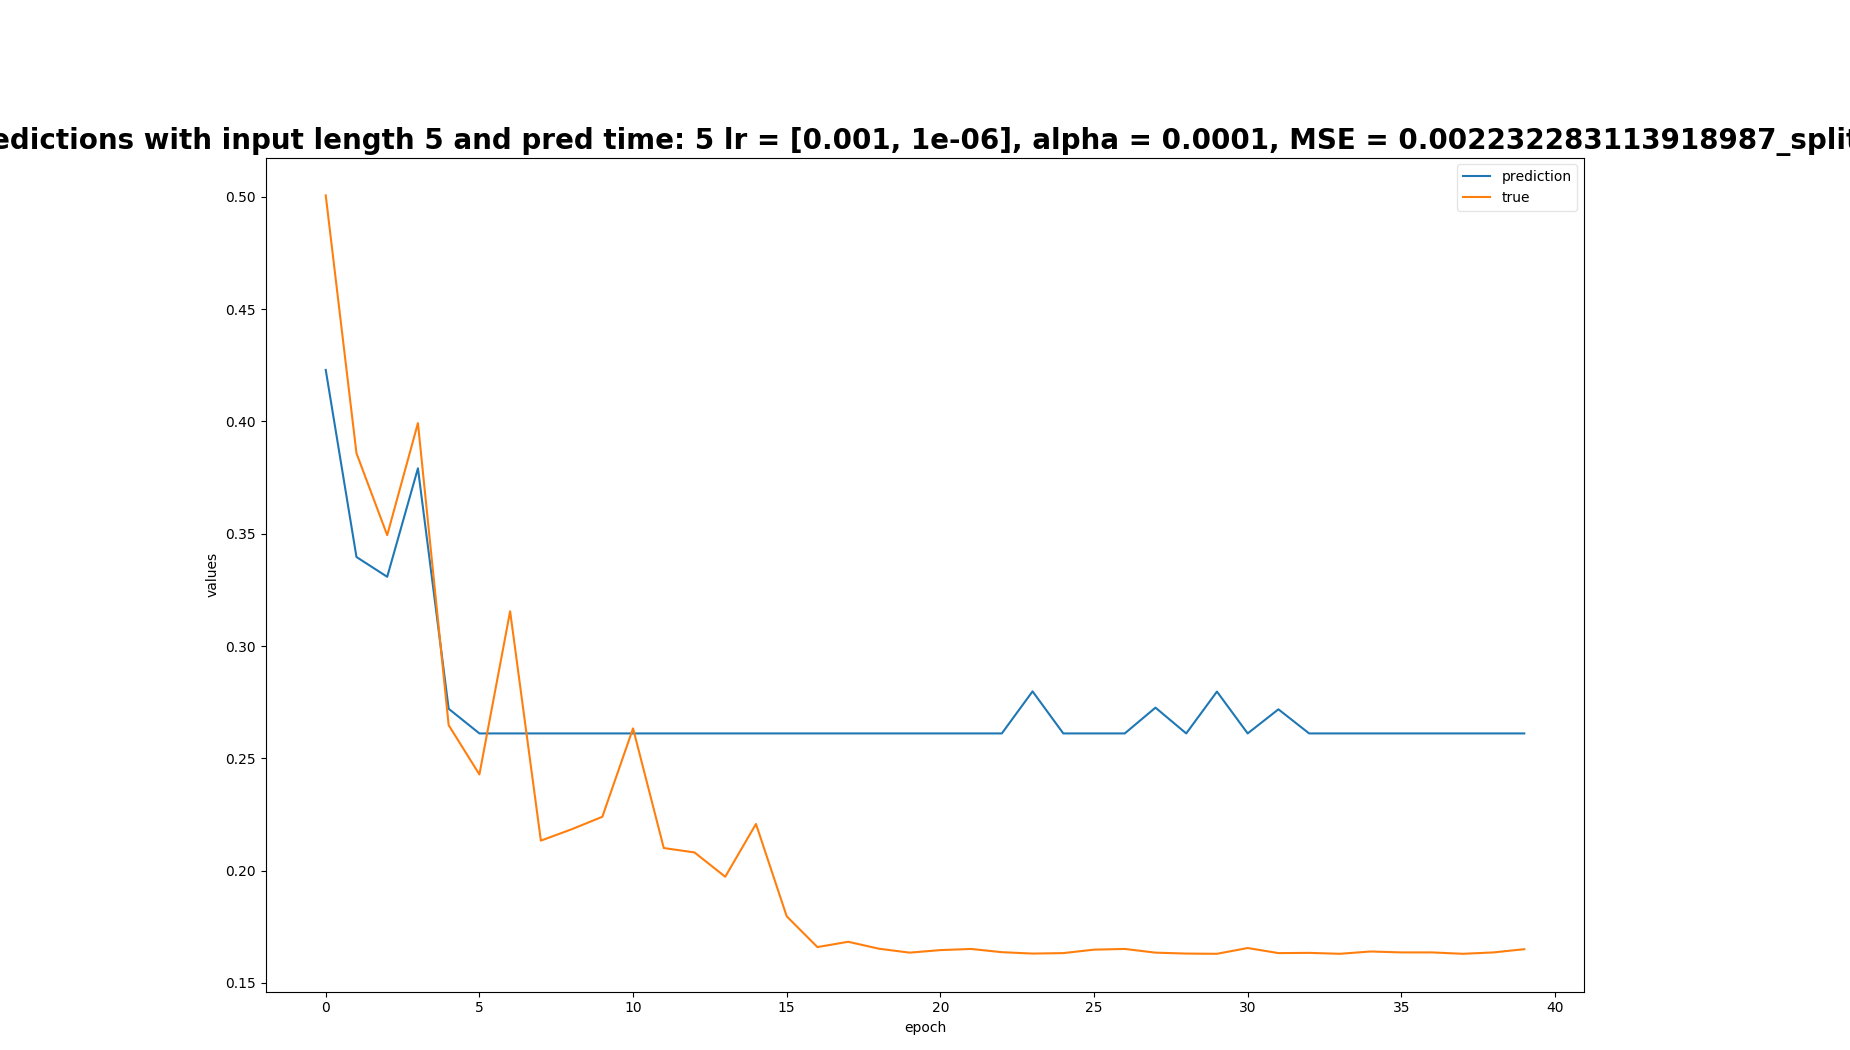 edictions with input length 5 and pred time: 5 lr = [0.001, 1e-06], alpha = 0.0001, MSE = 0.002232283113918987_split
prediction
true
0.50
0.45
0.40
0.35
0.30
0.25
0.20
0.15
values
0 5 10 15 20 25 30 35 40
epoch